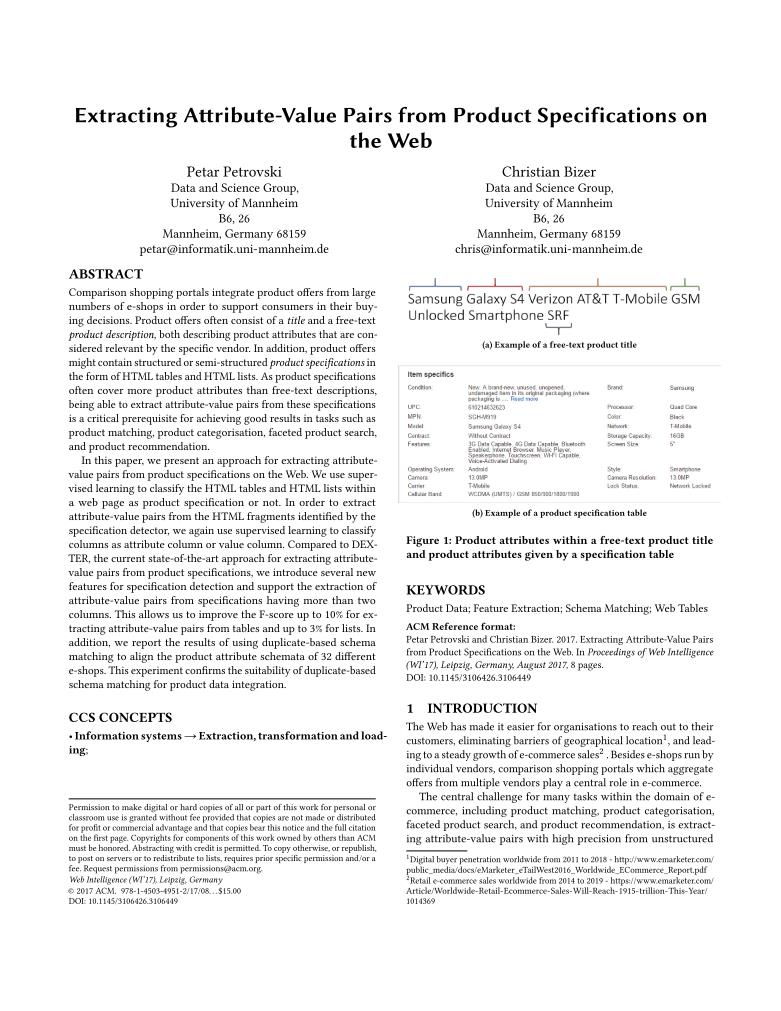 Extracting Attribute-Value Pairs from Product Specifications on
the Web
Petar Petrovski
Data and Science Group,
University of Mannheim
B6, 26
Mannheim, Germany 68159
petar@informatik.uni-mannheim.de
Christian Bizer
Data and Science Group,
University of Mannheim
B6, 26
Mannheim, Germany 68159
chris@informatik.uni-mannheim.de
ABSTRACT
Comparison shopping portals integrate product offers from large
numbers of e-shops in order to support consumers in their buy-
ing decisions. Product offers often consist of a title and a free-text
product description, both describing product attributes that are con-
sidered relevant by the specific vendor. In addition, product offers
might contain structured or semi-structured product specifications in
the form of HTML tables and HTML lists. As product specifications
often cover more product attributes than free-text descriptions,
being able to extract attribute-value pairs from these specifications
is a critical prerequisite for achieving good results in tasks such as
product matching, product categorisation, faceted product search,
and product recommendation.
In this paper, we present an approach for extracting attribute-
value pairs from product specifications on the Web. We use super-
vised learning to classify the HTML tables and HTML lists within
a web page as product specification or not. In order to extract
attribute-value pairs from the HTML fragments identified by the
specification detector, we again use supervised learning to classify
columns as attribute column or value column. Compared to DEX-
TER, the current state-of-the-art approach for extracting attribute-
value pairs from product specifications, we introduce several new
features for specification detection and support the extraction of
attribute-value pairs from specifications having more than two
columns. This allows us to improve the F-score up to 10% for ex-
tracting attribute-value pairs from tables and up to 3% for lists. In
addition, we report the results of using duplicate-based schema
matching to align the product attribute schemata of 32 different
e-shops. This experiment confirms the suitability of duplicate-based
schema matching for product data integration.
CCS CONCEPTS
• Information systems → Extraction, transformation and load-
ing;
Permission to make digital or hard copies of all or part of this work for personal or
classroom use is granted without fee provided that copies are not made or distributed
for profit or commercial advantage and that copies bear this notice and the full citation
on the first page. Copyrights for components of this work owned by others than ACM
must be honored. Abstracting with credit is permitted. To copy otherwise, or republish,
to post on servers or to redistribute to lists, requires prior specific permission and/or a
fee. Request permissions from permissions@acm.org.
Web Intelligence (WI'17), Leipzig, Germany
© 2017 ACM. 978-1-4503-4951-2/17/08...$15.00
DOI: 10.1145/3106426.3106449
Samsung Galaxy S4 Verizon AT&T T-Mobile GSM
Unlocked Smartphone SRF
(a) Example of a free-text product title
Item specifics
Condition: New: A brand-new, unused, unopened, Brand: Samsung
undamaged item in its original packaging (where
packaging is .... Read more
UPC: 610214632623 Processor: Quad Core
MPN: SGH-M919 Color: Black
Model Samsung Galaxy S4 Network: T-Mobile
Contract: Without Contract Storage Capacity: 16GB
Features: 3G Data Capable, 4G Data Capable, Bluetooth Screen Size: 5"
Enabled, Internet Browser, Music Player,
Speakerphone, Touchscreen, Wi-Fi Capable,
Voice-Activated Dialing
Operating System: Android Style: Smartphone
Camera: 13.0MP Camera Resolution: 13.0MP
Carrier T-Mobile Lock Status: Network Locked
Cellular Band WCDMA (UMTS) / GSM 850/900/1800/1900
(b) Example of a product specification table
Figure 1: Product attributes within a free-text product title
and product attributes given by a specification table
KEYWORDS
Product Data; Feature Extraction; Schema Matching; Web Tables
ACM Reference format:
Petar Petrovski and Christian Bizer. 2017. Extracting Attribute-Value Pairs
from Product Specifications on the Web. In Proceedings of Web Intelligence
(WI'17), Leipzig, Germany, August 2017, 8 pages.
DOI: 10.1145/3106426.3106449
1 INTRODUCTION
The Web has made it easier for organisations to reach out to their
customers, eliminating barriers of geographical location1, and lead-
ing to a steady growth of e-commerce sales2 . Besides e-shops run by
individual vendors, comparison shopping portals which aggregate
offers from multiple vendors play a central role in e-commerce.
The central challenge for many tasks within the domain of e-
commerce, including product matching, product categorisation,
faceted product search, and product recommendation, is extract-
ing attribute-value pairs with high precision from unstructured
1Digital buyer penetration worldwide from 2011 to 2018 - http://www.emarketer.com/
public_media/docs/eMarketer_eTailWest2016_Worldwide_ECommerce_Report.pdf
2Retail e-commerce sales worldwide from 2014 to 2019 - https://www.emarketer.com/
Article/Worldwide-Retail-Ecommerce-Sales-Will-Reach-1915-trillion-This-Year/
1014369